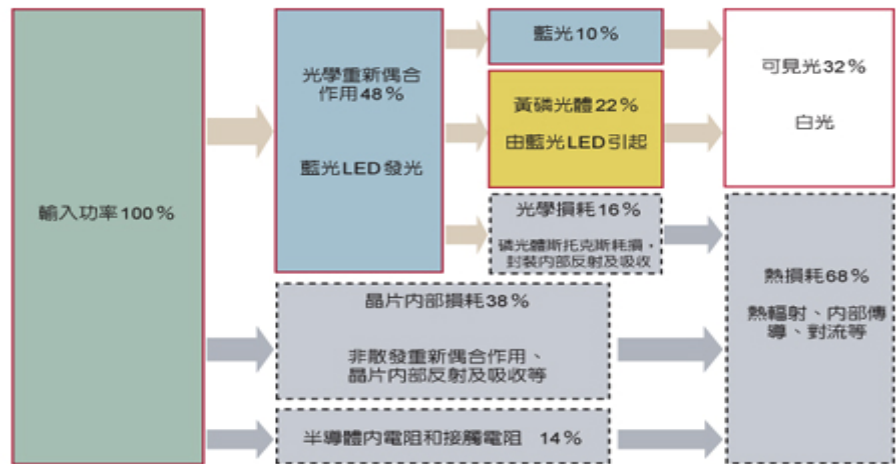 輸入功率100%
光學重新偶合
作用48%
藍光LED發光
藍光10%
黃磷光體22%
由藍光LED引起
光學損耗16%
磷光體斯托克斯耗損，
封裝內部反射及吸收
可見光32%
白光
晶片內部損耗38%
非散發重新偶合作用、
晶片內部反射及吸收等
半導體內電阻和接觸電阻 14%
熱損耗68%
熱輻射、內部傳
導、對流等